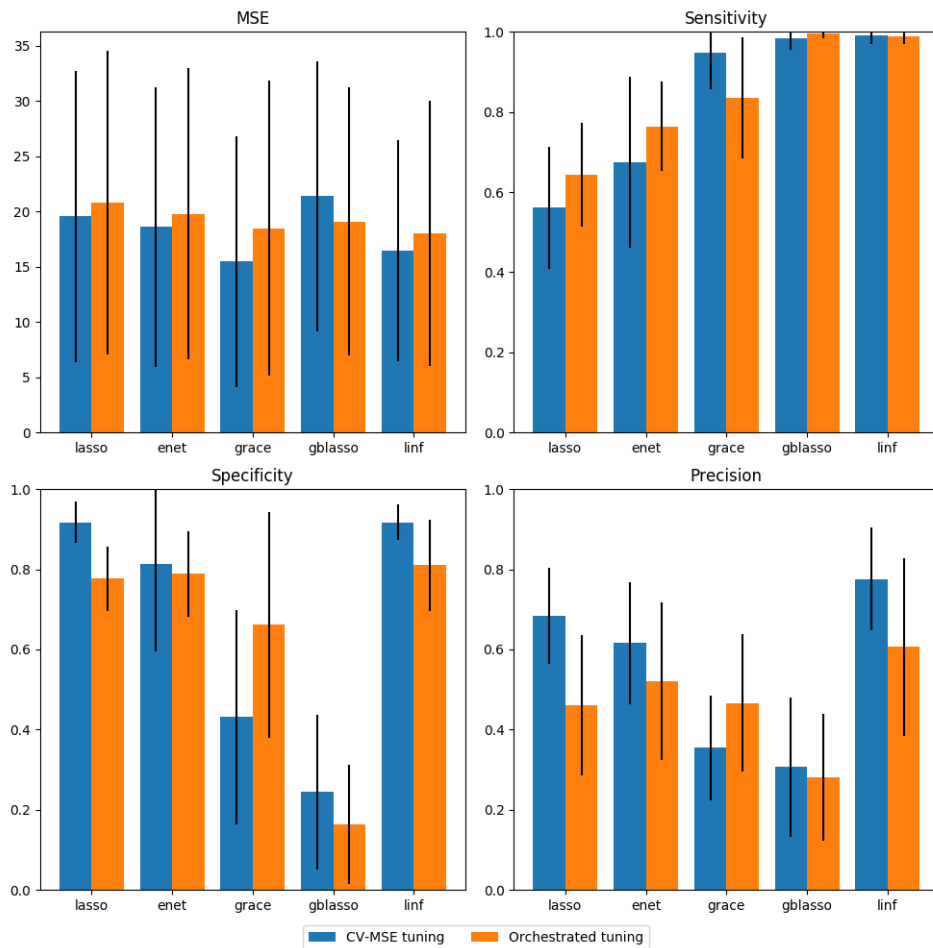 MSE
35
30
25
20
15
10
5
0
lasso enet grace gblasso linf
Sensitivity
1.0
0.8
0.6
0.4
0.2
0.0
lasso enet grace gblasso linf
Specificity
1.0
0.8
0.6
0.4
0.2
0.0
lasso enet grace gblasso linf
Precision
1.0
0.8
0.6
0.4
0.2
0.0
lasso enet grace gblasso linf
CV-MSE tuning Orchestrated tuning